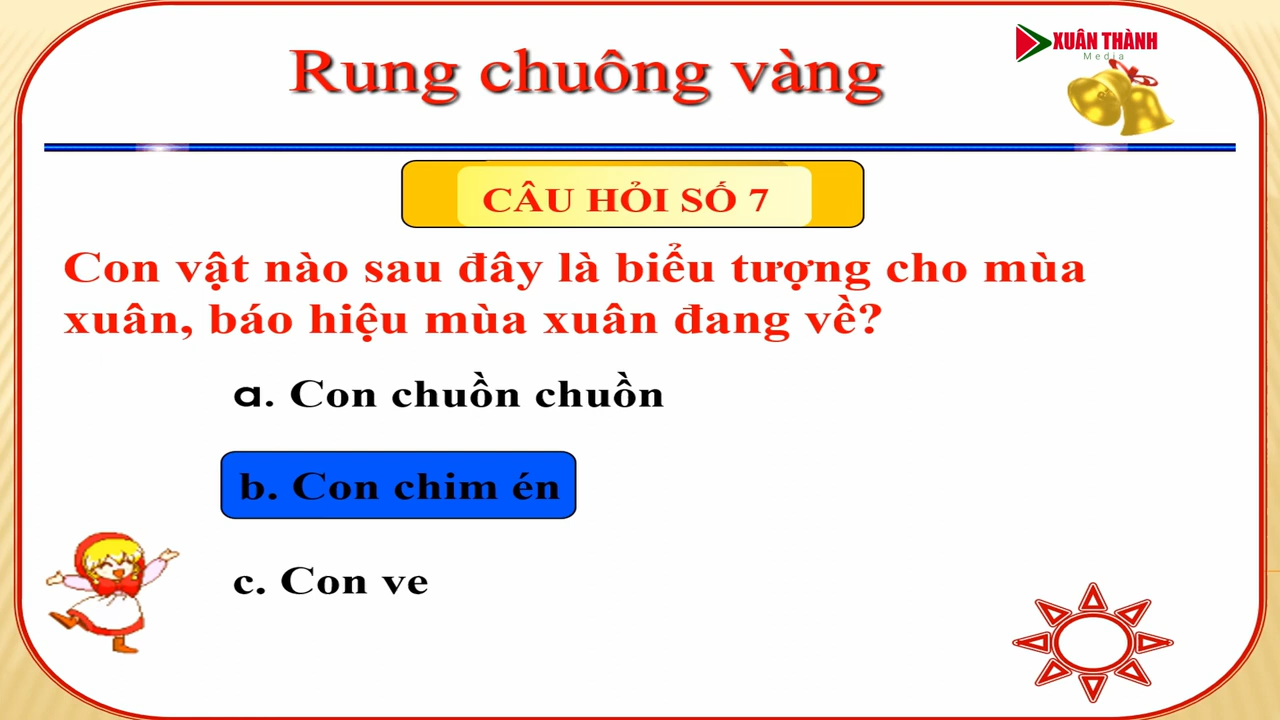 XUÂN THÀNH
Media
Rung chuông vàng
CÂU HỎI SỐ 7
Con vật nào sau đây là biểu tượng cho mùa
xuân, báo hiệu mùa xuân đang về?
a. Con chuồn chuồn
b. Con chim én
c. Con ve